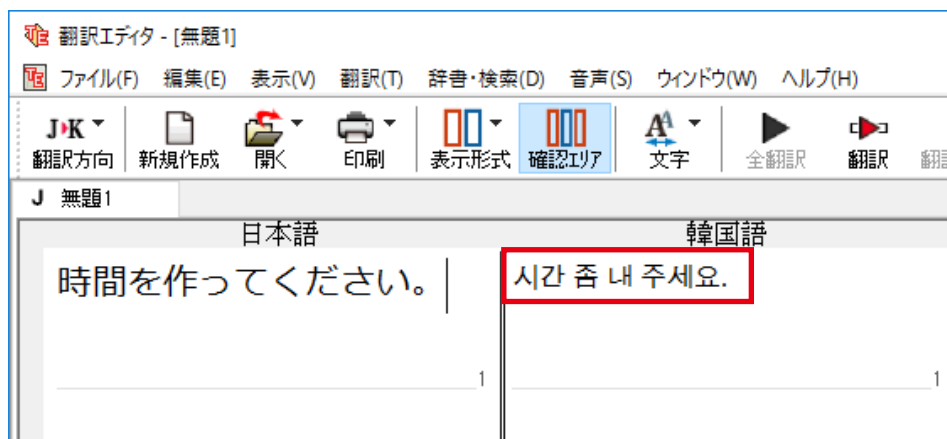 翻訳エディタ - [無題1]
ファイル(F) 編集(E) 表示(V) 翻訳(T) 辞書・検索(D) 音声(S) ウィンドウ(W) ヘルプ(H)
J▸K
翻訳方向 新規作成 開く 印刷 表示形式 確認エリア 文字 全翻訳 翻訳
J 無題1
日本語 韓国語
時間を作ってください。 시간 좀 내 주세요.
1 1